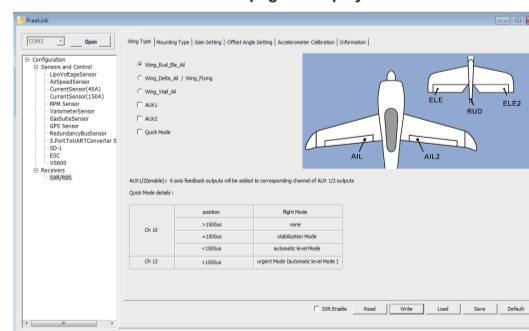 FreeLink
COM3
Open
Wing Type | Mounting Type | Gain Setting | Offset Angle Setting | Accelerometer Calibration | Information |
Configuration
Sensors and Control
LipoVoltageSensor
AirSpeedSensor
CurrentSensor(40A)
CurrentSensor(150A)
RPM Sensor
VariometerSensor
GasSuiteSensor
GPS Sensor
RedundancyBusSensor
S.PortToUARTConverter S
SD-1
ESC
VS600
Receivers
SXR/R9S
Wing_Rud_Ele_Ail
Wing_Delta_Ail / Wing_Flying
Wing_Vtail_Ail
AUX1
AUX2
Quick Mode
ELE
RUD
ELE2
AIL
AIL2
AUX1/2(enable): 6 axis feedback outputs will be added to corresponding channel of AUX 1/2 outputs
Quick Mode details :
position flight Mode
Ch 10
>1500us none
=1500us stabilization Mode
<1500us automatic level Mode
Ch 12 >1500us urgent Mode (automatic level Mode )
SXR Enable Read Write Load Save Default